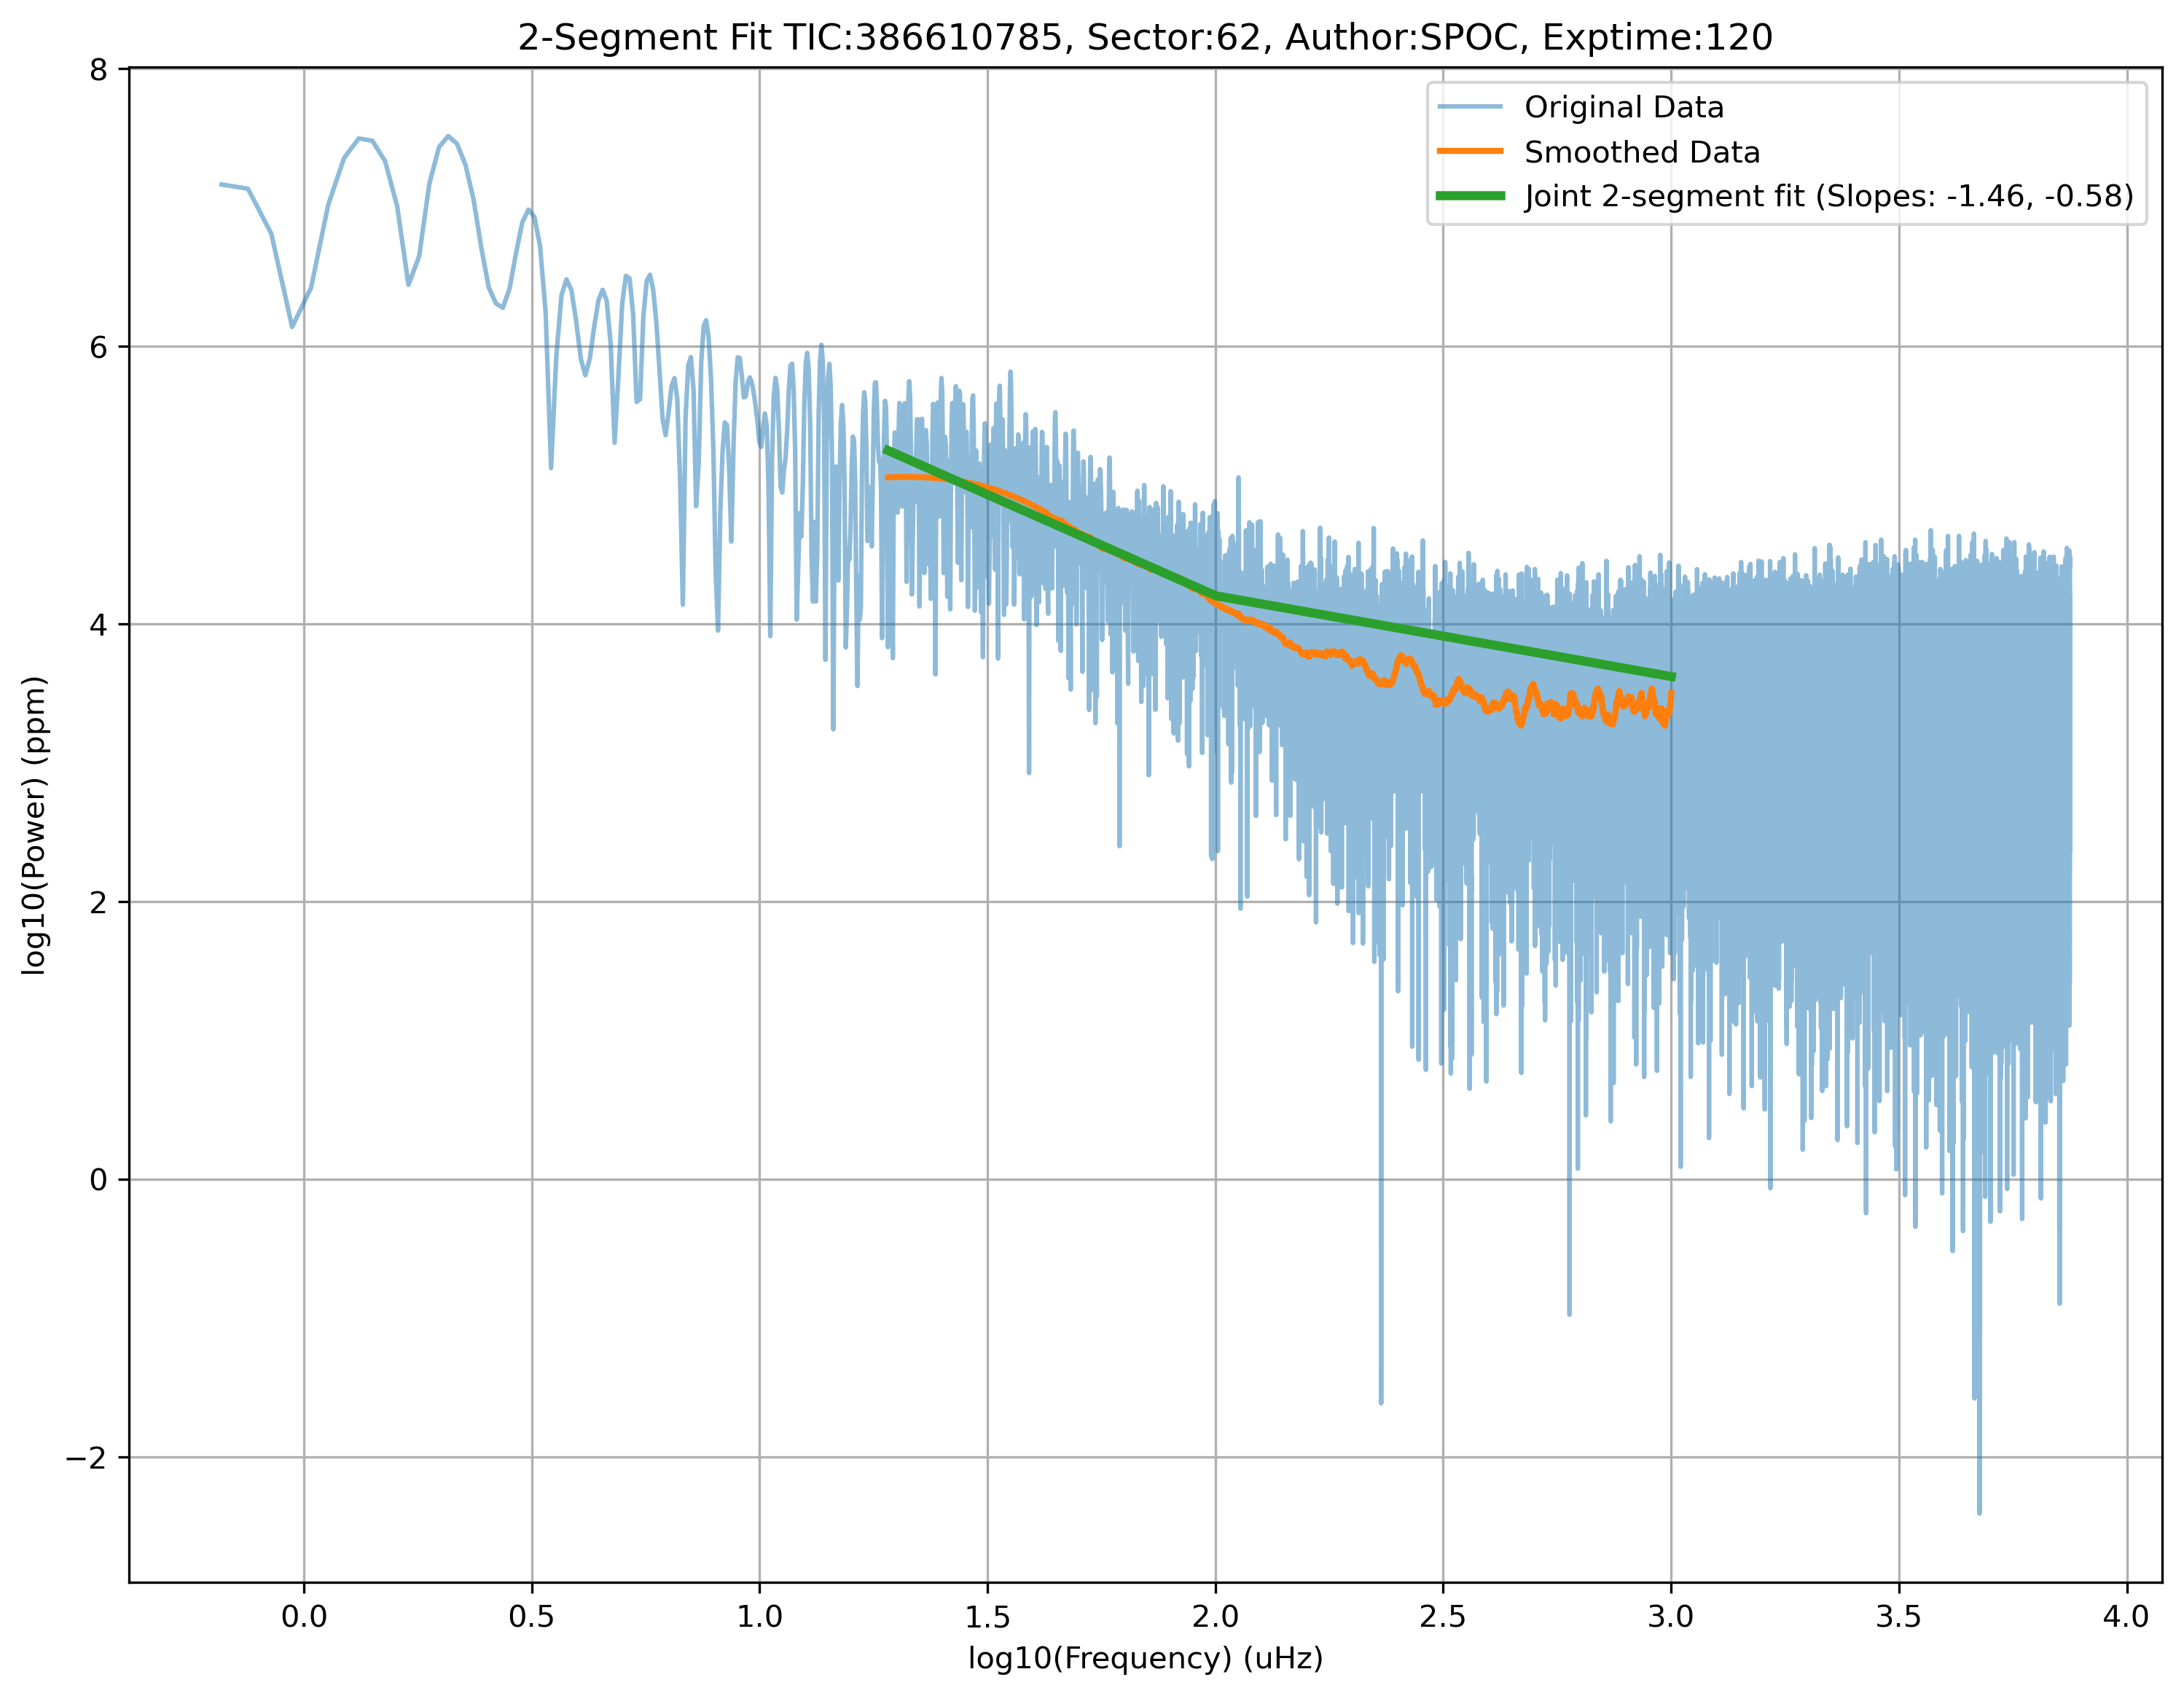 2-Segment Fit TIC:386610785, Sector:62, Author:SPOC, Exptime:120
Original Data
Smoothed Data
Joint 2-segment fit (Slopes: -1.46, -0.58)
8
6
4
2
0
−2
log10(Power) (ppm)
0.0 0.5 1.0 1.5 2.0 2.5 3.0 3.5 4.0
log10(Frequency) (uHz)